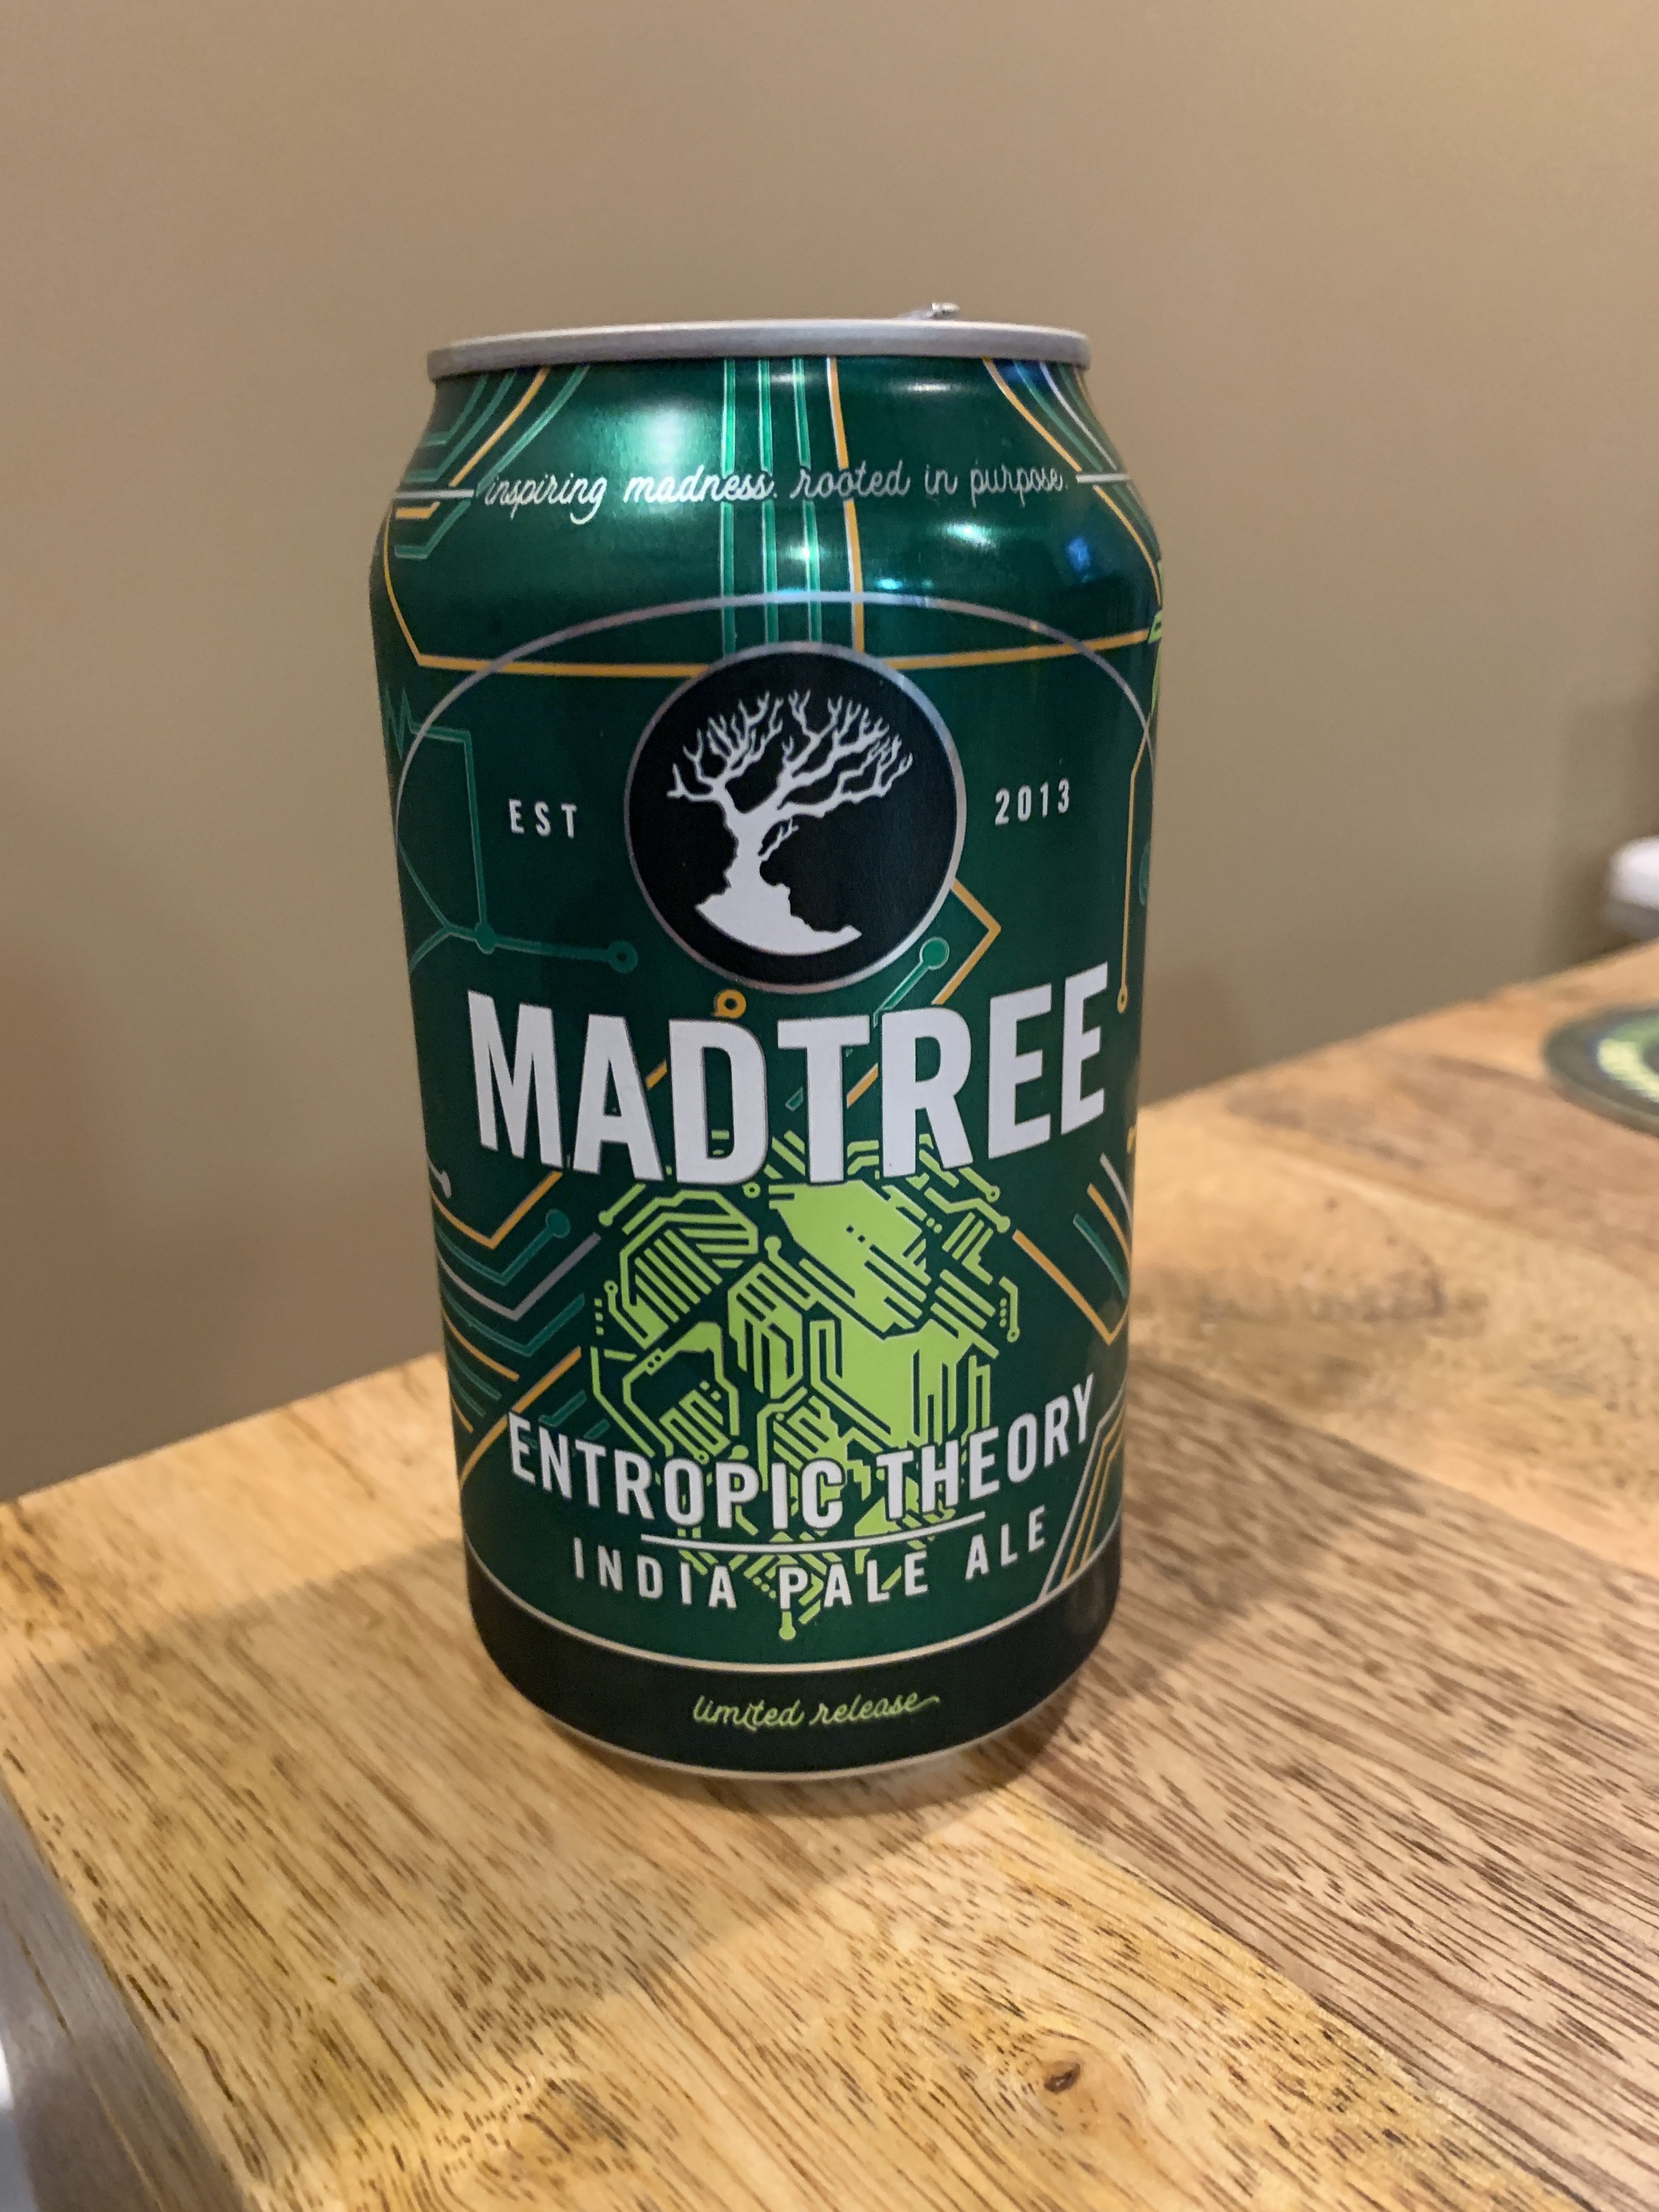 inspiring madness. rooted in purpose.
EST 2013
MADTREE
ENTROPIC THEORY
INDIA PALE ALE
limited release